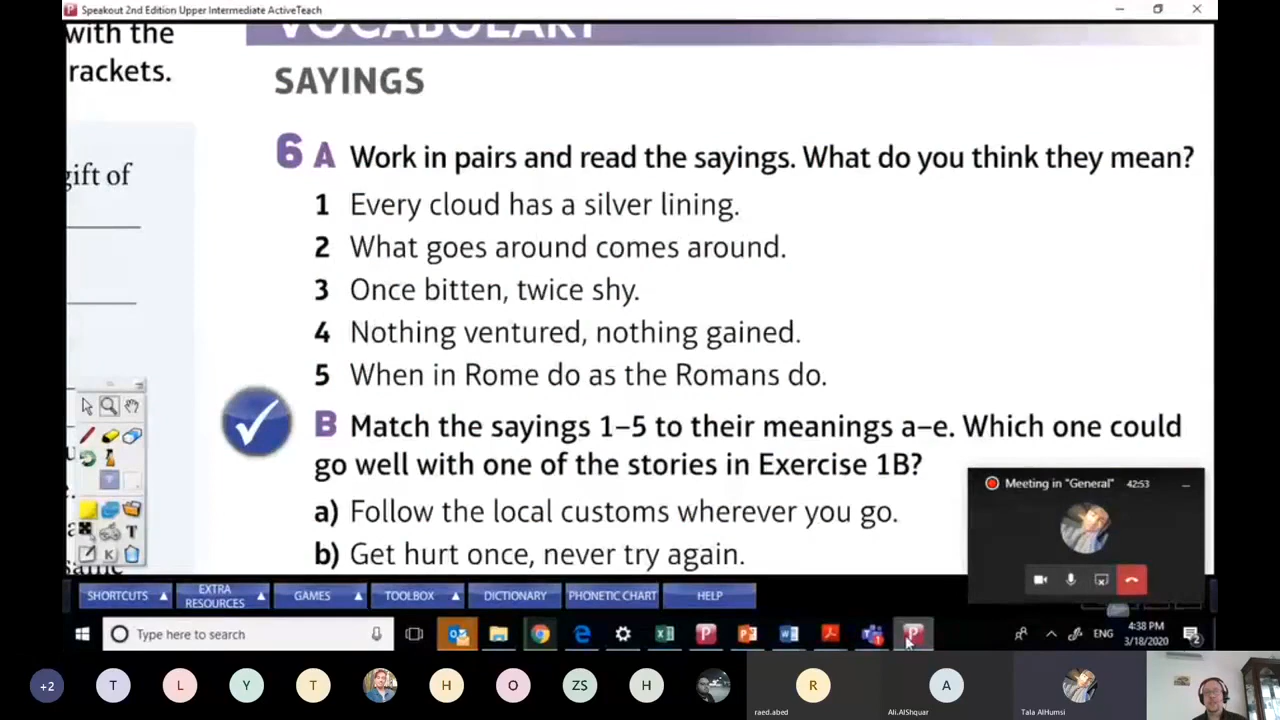 Speakout 2nd Edition Upper Intermediate ActiveTeach
with the
rackets.
gift of
VOCABULARY
SAYINGS
6 A Work in pairs and read the sayings. What do you think they mean?
1 Every cloud has a silver lining.
2 What goes around comes around.
3 Once bitten, twice shy.
4 Nothing ventured, nothing gained.
5 When in Rome do as the Romans do.
B Match the sayings 1–5 to their meanings a–e. Which one could
go well with one of the stories in Exercise 1B?
a) Follow the local customs wherever you go.
b) Get hurt once, never try again.
same
Meeting in "General" 42:53
SHORTCUTS
EXTRA
RESOURCES
GAMES
TOOLBOX
DICTIONARY
PHONETIC CHART
HELP
Type here to search
ENG
4:38 PM
3/18/2020
2
+2
T
L
Y
T
H
O
ZS
H
R
raed.abed
A
Ali.AlShquar
Tala AlHumsi